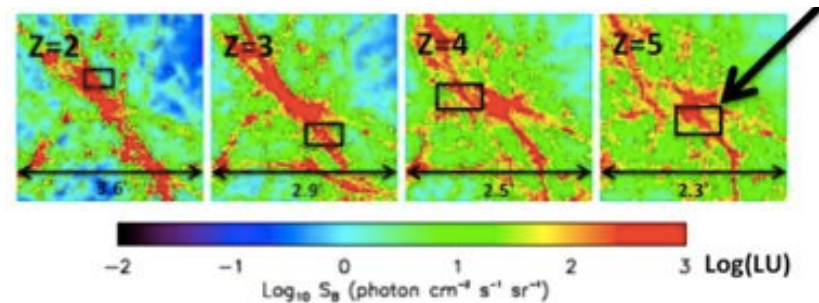 Z=2 Z=3 Z=4 Z=5
3.6' 2.9' 2.5' 2.3'
-2 -1 0 1 2 3 Log(LU)
Log₁₀ S_B (photon cm⁻² s⁻¹ sr⁻¹)